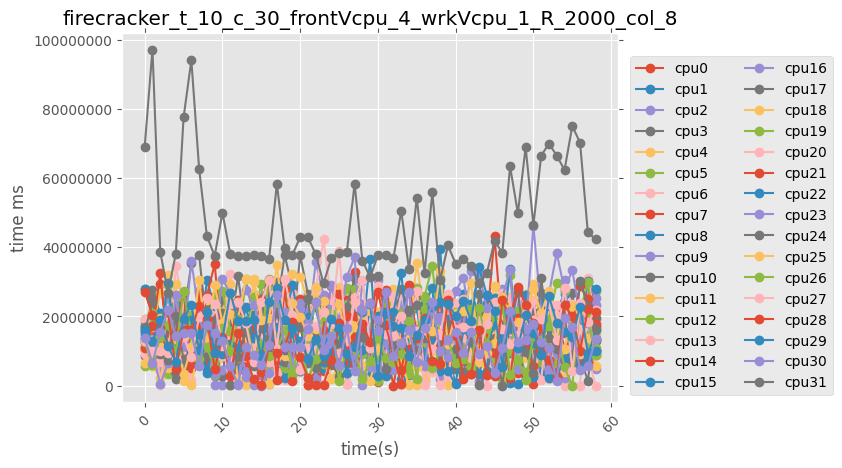 firecracker_t_10_c_30_frontVcpu_4_wrkVcpu_1_R_2000_col_8
100000000
80000000
60000000
40000000
20000000
0
time ms
0 10 20 30 40 50 60
time(s)
cpu0 cpu16
cpu1 cpu17
cpu2 cpu18
cpu3 cpu19
cpu4 cpu20
cpu5 cpu21
cpu6 cpu22
cpu7 cpu23
cpu8 cpu24
cpu9 cpu25
cpu10 cpu26
cpu11 cpu27
cpu12 cpu28
cpu13 cpu29
cpu14 cpu30
cpu15 cpu31